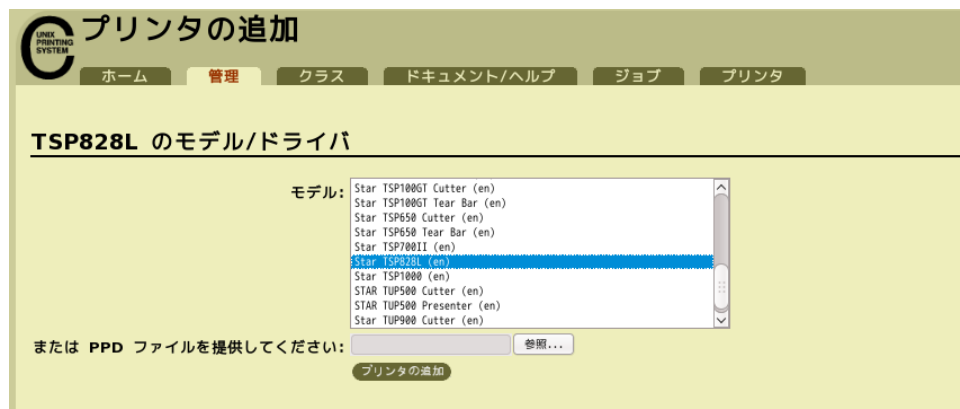 UNIX
PRINTING
SYSTEM
プリンタの追加
ホーム 管理 クラス ドキュメント/ヘルプ ジョブ プリンタ
TSP828L のモデル/ドライバ
モデル:
Star TSP100GT Cutter (en)
Star TSP100GT Tear Bar (en)
Star TSP650 Cutter (en)
Star TSP650 Tear Bar (en)
Star TSP700II (en)
Star TSP828L (en)
Star TSP1000 (en)
STAR TUP500 Cutter (en)
STAR TUP500 Presenter (en)
Star TUP900 Cutter (en)
または PPD ファイルを提供してください: 参照...
プリンタの追加